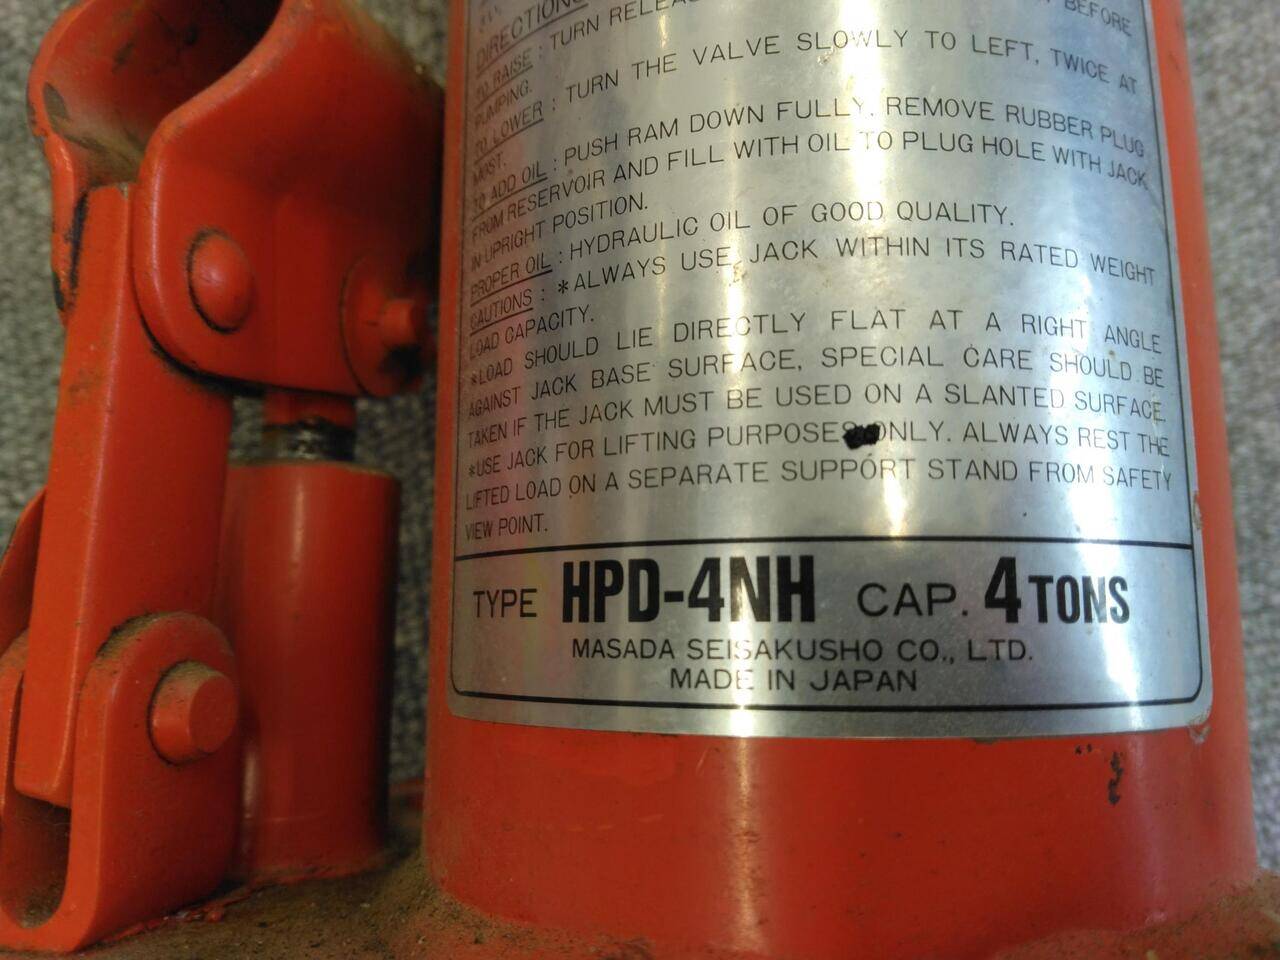 DIRECTIONS
TO RAISE : TURN BEFORE
PUMPING.
TO LOWER : TURN THE VALVE SLOWLY TO LEFT, TWICE AT
MOST.
TO ADD OIL : PUSH RAM DOWN FULLY. REMOVE RUBBER PLUG
FROM RESERVOIR AND FILL WITH OIL TO PLUG HOLE WITH JACK
IN UPRIGHT POSITION.
PROPER OIL : HYDRAULIC OIL OF GOOD QUALITY.
CAUTIONS : *ALWAYS USE JACK WITHIN ITS RATED WEIGHT
LOAD CAPACITY.
*LOAD SHOULD LIE DIRECTLY FLAT AT A RIGHT ANGLE
AGAINST JACK BASE SURFACE, SPECIAL CARE SHOULD BE
TAKEN IF THE JACK MUST BE USED ON A SLANTED SURFACE.
*USE JACK FOR LIFTING PURPOSES ONLY. ALWAYS REST THE
LIFTED LOAD ON A SEPARATE SUPPORT STAND FROM SAFETY
VIEW POINT.
TYPE HPD-4NH CAP. 4 TONS
MASADA SEISAKUSHO CO., LTD.
MADE IN JAPAN